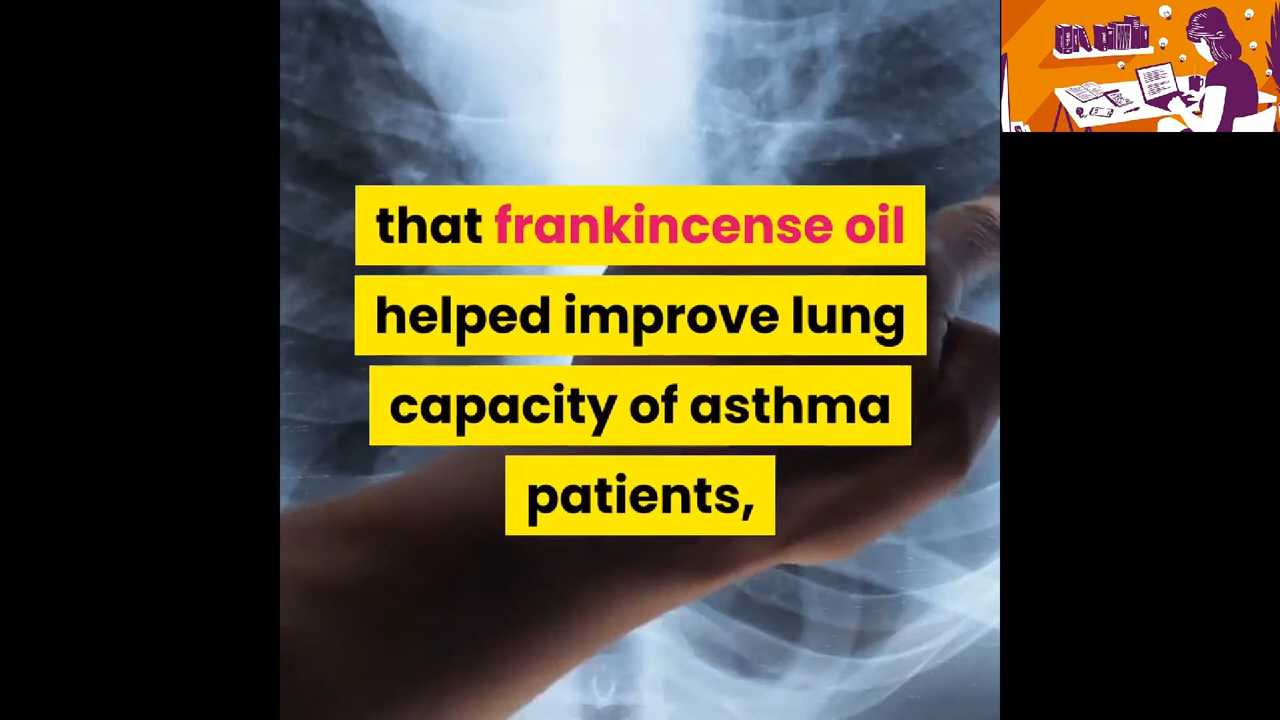 that frankincense oil
helped improve lung
capacity of asthma
patients,